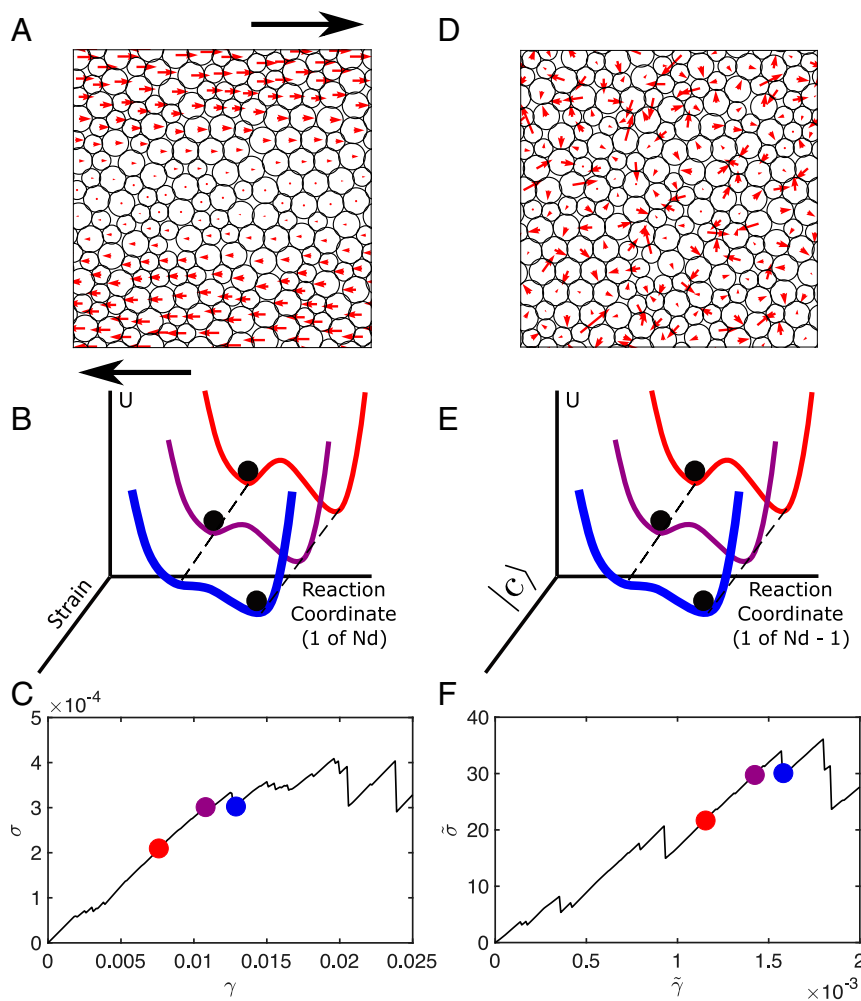 A
B
U
Strain
Reaction
Coordinate
(1 of Nd)
C
×10⁻⁴
5
4
3
2
1
0
σ
0
0.005
0.01
0.015
0.02
0.025
γ
D
E
U
|c⟩
Reaction
Coordinate
(1 of Nd - 1)
F
40
30
20
10
0
σ̃
0
0.5
1
1.5
2
γ̃
×10⁻³